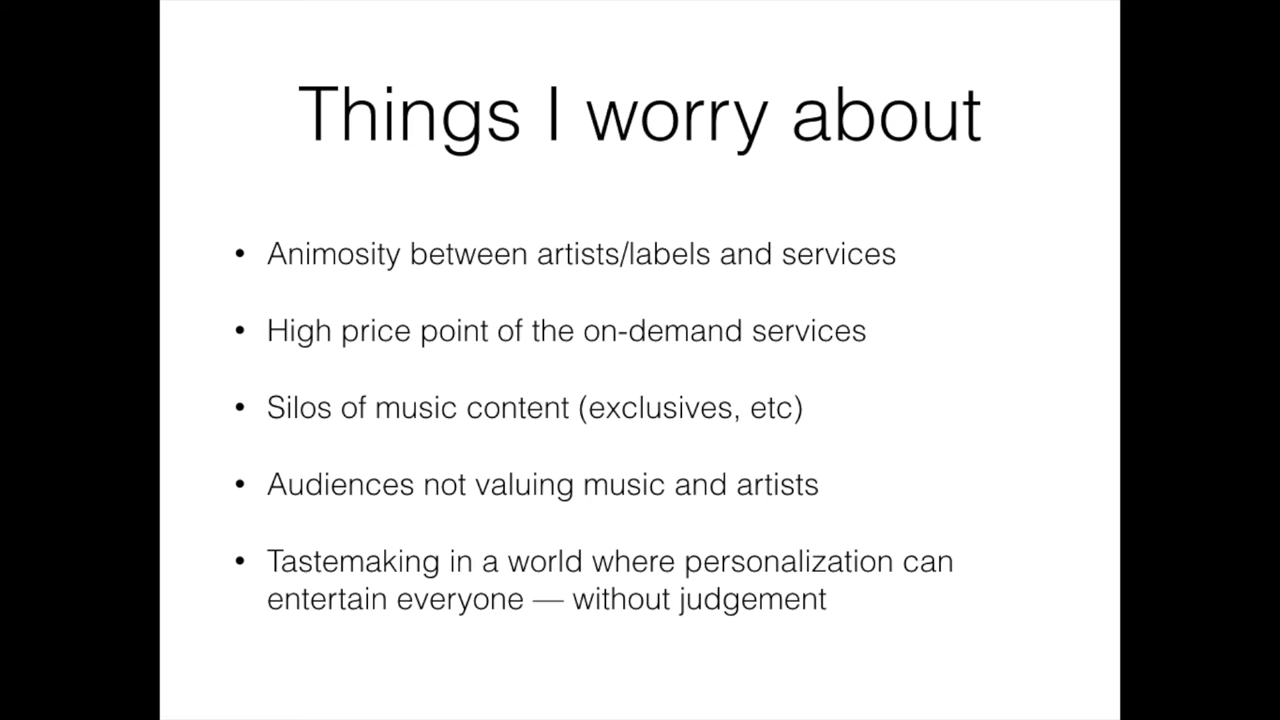 Things I worry about
• Animosity between artists/labels and services
• High price point of the on-demand services
• Silos of music content (exclusives, etc)
• Audiences not valuing music and artists
• Tastemaking in a world where personalization can
entertain everyone — without judgement